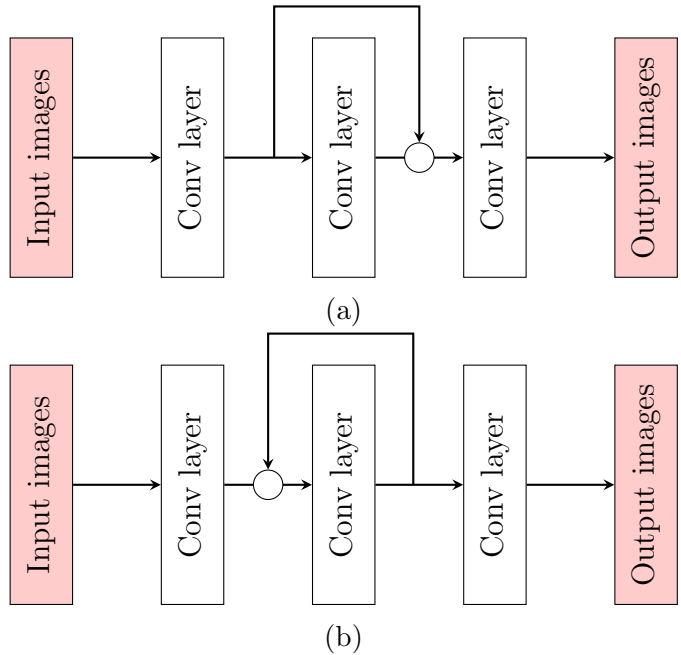 Input images
Conv layer
Conv layer
Conv layer
Output images
(a)
Input images
Conv layer
Conv layer
Conv layer
Output images
(b)